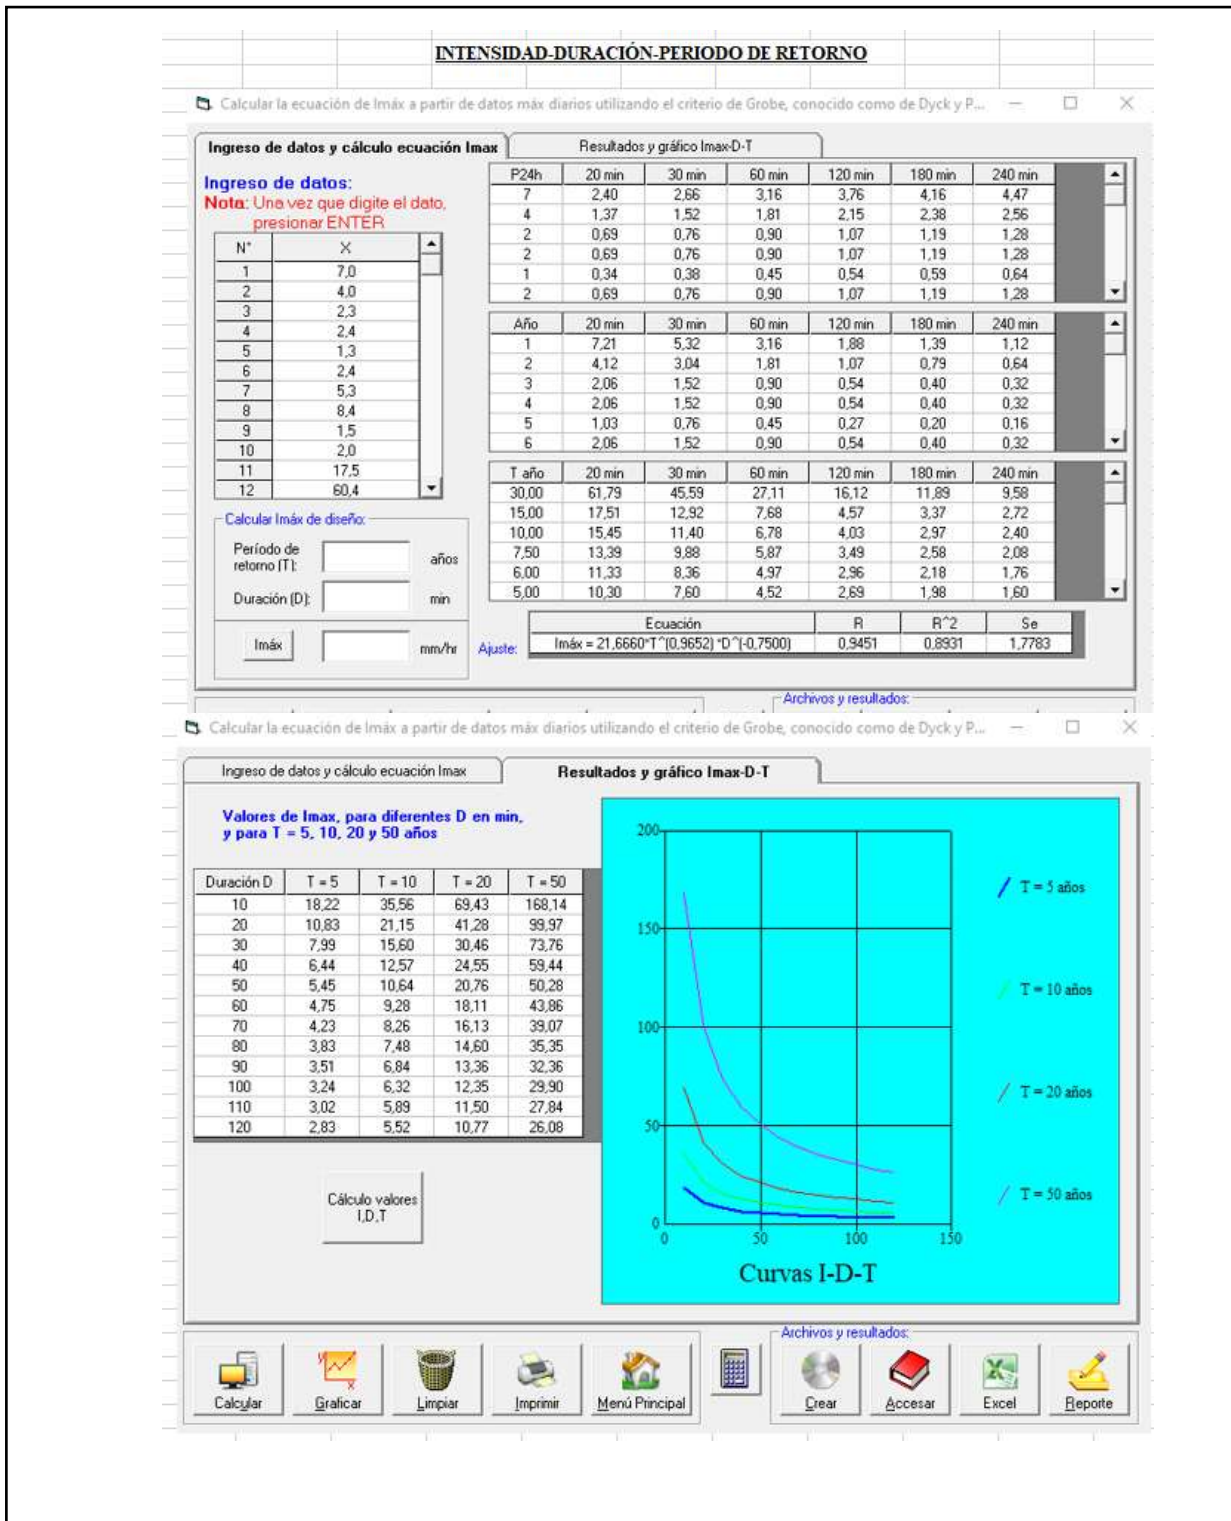 INTENSIDAD-DURACIÓN-PERIODO DE RETORNO
Calcular la ecuación de Imáx a partir de datos máx diarios utilizando el criterio de Grobe, conocido como de Dyck y P...
Ingreso de datos y cálculo ecuación Imax
Resultados y gráfico Imax-D-T
Ingreso de datos:
Nota: Una vez que digite el dato,
presionar ENTER
N° X
1 7,0
2 4,0
3 2,3
4 2,4
5 1,3
6 2,4
7 5,3
8 8,4
9 1,5
10 2,0
11 17,5
12 60,4
Calcular Imáx de diseño:
Período de
retorno (T): años
Duración (D): min
Imáx mm/hr
P24h 20 min 30 min 60 min 120 min 180 min 240 min
7 2,40 2,66 3,16 3,76 4,16 4,47
4 1,37 1,52 1,81 2,15 2,38 2,56
2 0,69 0,76 0,90 1,07 1,19 1,28
2 0,69 0,76 0,90 1,07 1,19 1,28
1 0,34 0,38 0,45 0,54 0,59 0,64
2 0,69 0,76 0,90 1,07 1,19 1,28
Año 20 min 30 min 60 min 120 min 180 min 240 min
1 7,21 5,32 3,16 1,88 1,39 1,12
2 4,12 3,04 1,81 1,07 0,79 0,64
3 2,06 1,52 0,90 0,54 0,40 0,32
4 2,06 1,52 0,90 0,54 0,40 0,32
5 1,03 0,76 0,45 0,27 0,20 0,16
6 2,06 1,52 0,90 0,54 0,40 0,32
T año 20 min 30 min 60 min 120 min 180 min 240 min
30,00 61,79 45,59 27,11 16,12 11,89 9,58
15,00 17,51 12,92 7,68 4,57 3,37 2,72
10,00 15,45 11,40 6,78 4,03 2,97 2,40
7,50 13,39 9,88 5,87 3,49 2,58 2,08
6,00 11,33 8,36 4,97 2,96 2,18 1,76
5,00 10,30 7,60 4,52 2,69 1,98 1,60
Ecuación R R^2 Se
Ajuste: Imáx = 21,6660*T^(0,9652) *D^(-0,7500) 0,9451 0,8931 1,7783
Archivos y resultados:
Calcular la ecuación de Imáx a partir de datos máx diarios utilizando el criterio de Grobe, conocido como de Dyck y P...
Ingreso de datos y cálculo ecuación Imax
Resultados y gráfico Imax-D-T
Valores de Imax, para diferentes D en min,
y para T = 5, 10, 20 y 50 años
Duración D T = 5 T = 10 T = 20 T = 50
10 18,22 35,56 69,43 168,14
20 10,83 21,15 41,28 99,97
30 7,99 15,60 30,46 73,76
40 6,44 12,57 24,55 59,44
50 5,45 10,64 20,76 50,28
60 4,75 9,28 18,11 43,86
70 4,23 8,26 16,13 39,07
80 3,83 7,48 14,60 35,35
90 3,51 6,84 13,36 32,36
100 3,24 6,32 12,35 29,90
110 3,02 5,89 11,50 27,84
120 2,83 5,52 10,77 26,08
Cálculo valores
I,D,T
200
150
100
50
0
0 50 100 150
T = 5 años
T = 10 años
T = 20 años
T = 50 años
Curvas I-D-T
Archivos y resultados:
Calcular Graficar Limpiar Imprimir Menú Principal Crear Accesar Excel Reporte